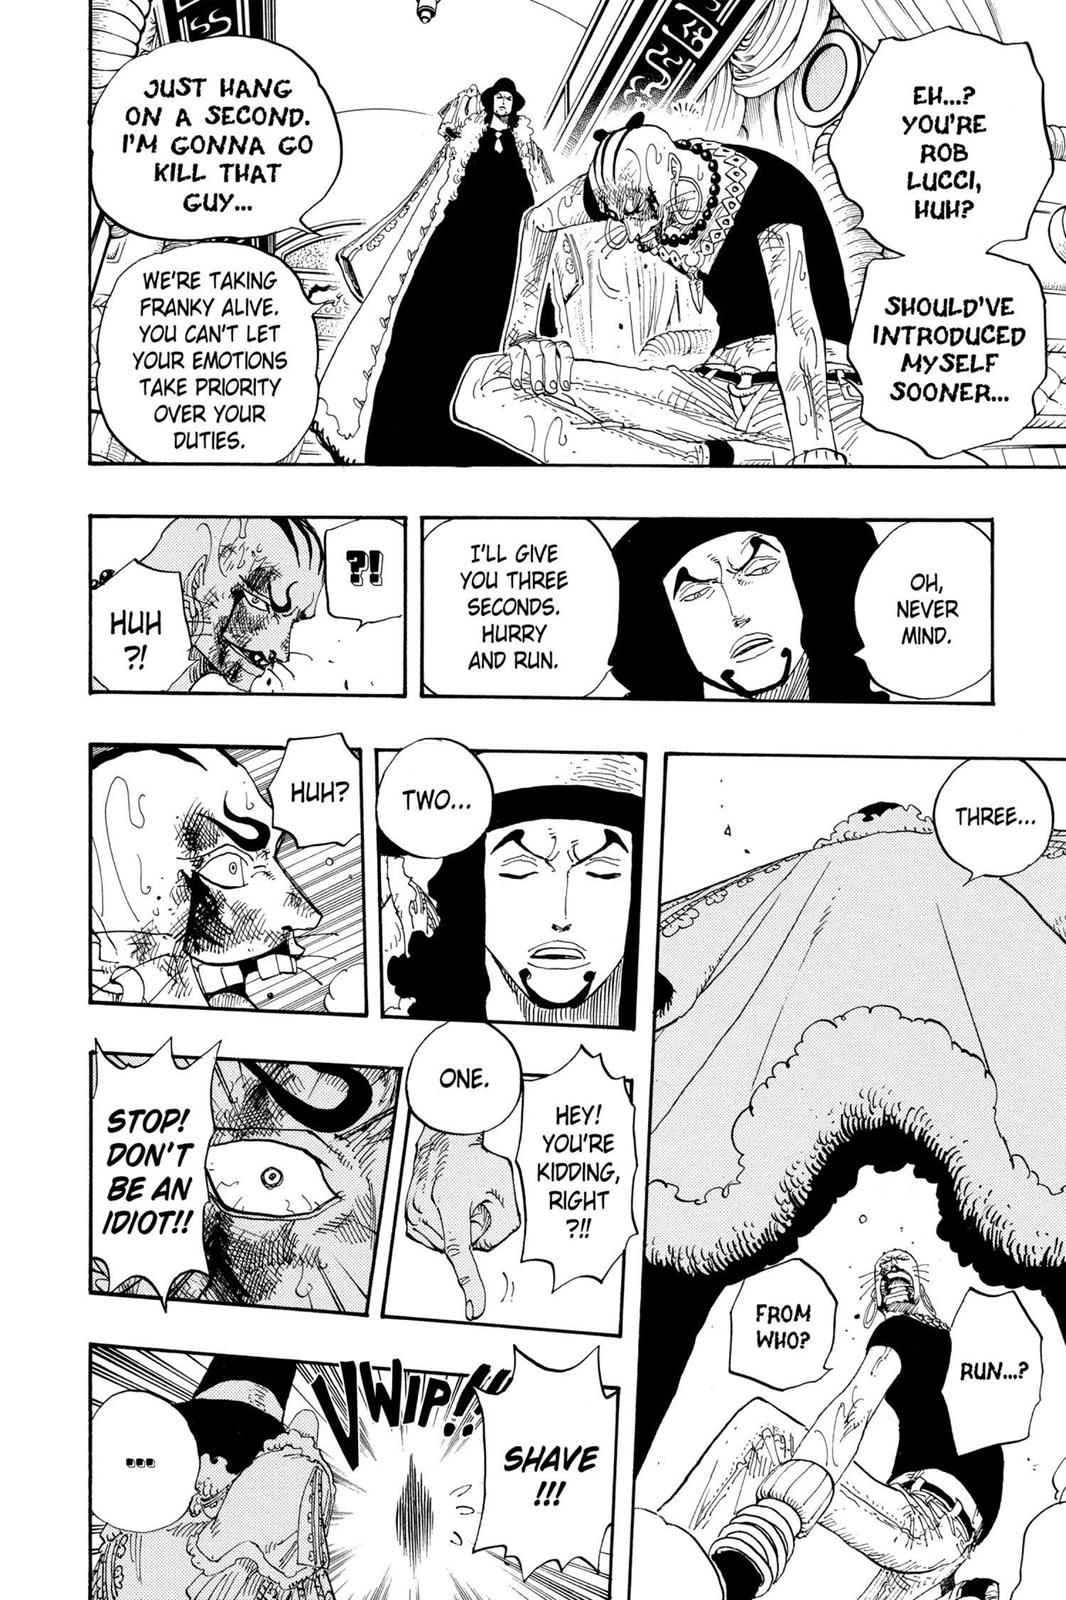 EH...?
YOU'RE
ROB
LUCCI,
HUH?
SHOULD'VE
INTRODUCED
MYSELF
SOONER...
JUST HANG
ON A SECOND.
I'M GONNA GO
KILL THAT
GUY...
WE'RE TAKING
FRANKY ALIVE.
YOU CAN'T LET
YOUR EMOTIONS
TAKE PRIORITY
OVER YOUR
DUTIES.
OH,
NEVER
MIND.
I'LL GIVE
YOU THREE
SECONDS.
HURRY
AND RUN.
?!
HUH
?!
THREE...
RUN...?
FROM
WHO?
TWO...
HUH?
HEY!
YOU'RE
KIDDING,
RIGHT
?!!
ONE.
STOP!
DON'T
BE AN
IDIOT!!
SHAVE
!!!
VWIP!!
...